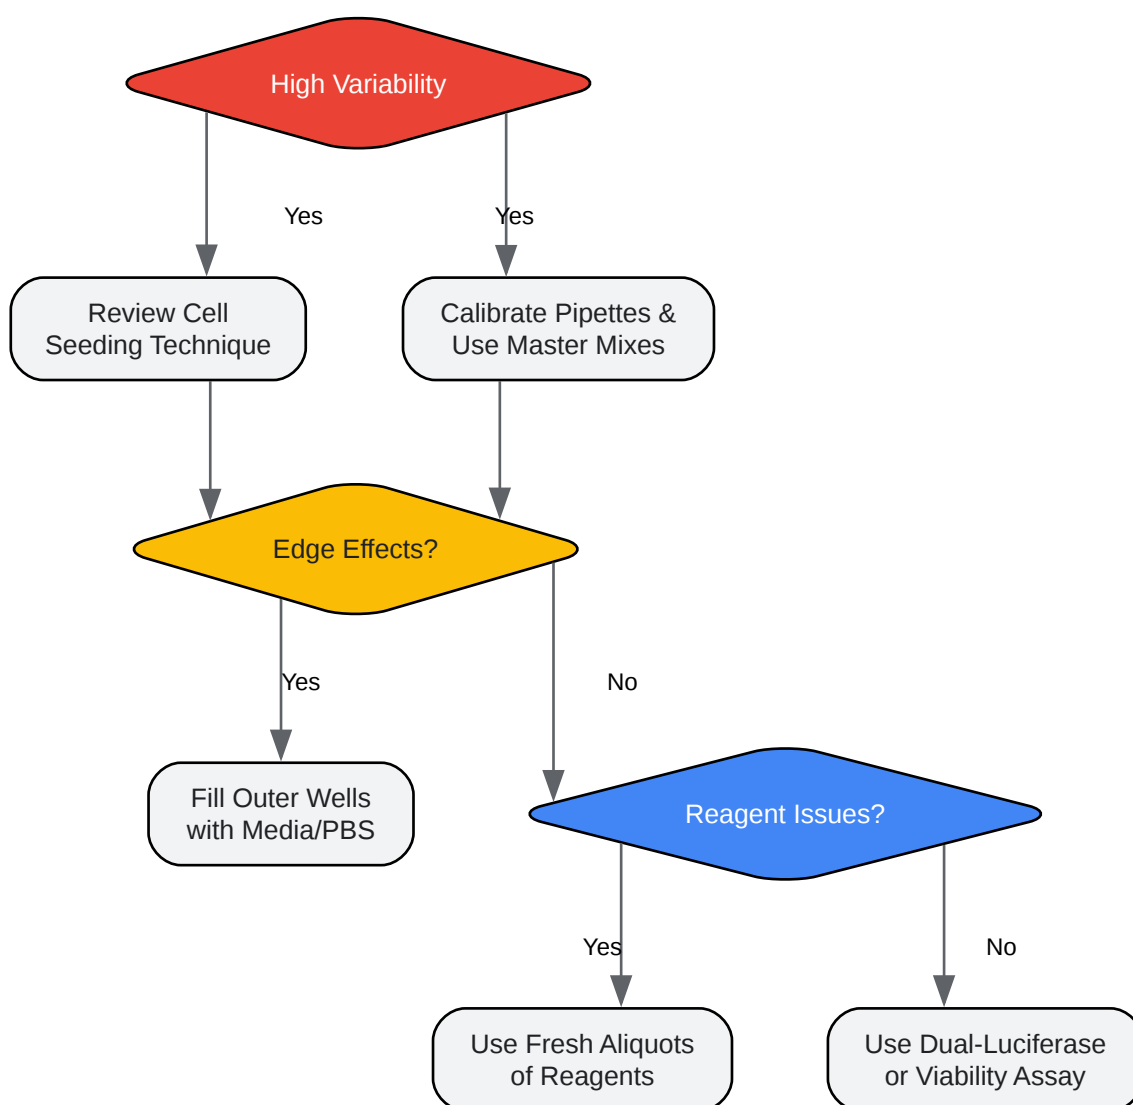 High Variability
Yes
Yes
Review Cell
Seeding Technique
Calibrate Pipettes &
Use Master Mixes
Edge Effects?
Yes
No
Fill Outer Wells
with Media/PBS
Reagent Issues?
Yes
No
Use Fresh Aliquots
of Reagents
Use Dual-Luciferase
or Viability Assay